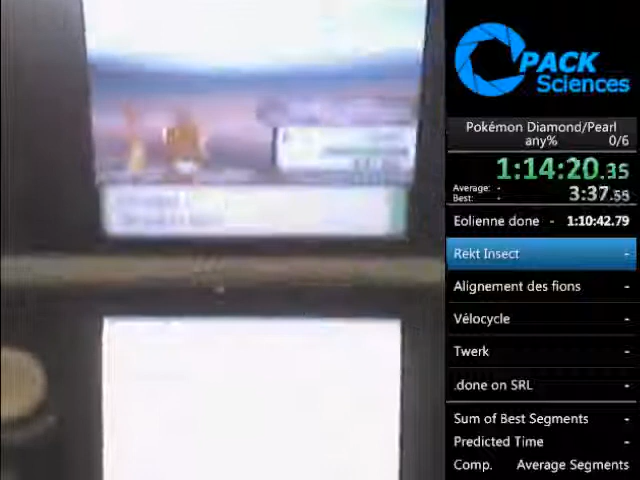 PACK
Sciences
Pokémon Diamond/Pearl
any% 0/6
1:14:20.35
Average: -
Best: - 3:37.58
Eolienne done - 1:10:42.79
Rekt Insect -
Alignement des fions -
Vélocycle -
Twerk -
.done on SRL -
Sum of Best Segments -
Predicted Time -
Comp. Average Segments